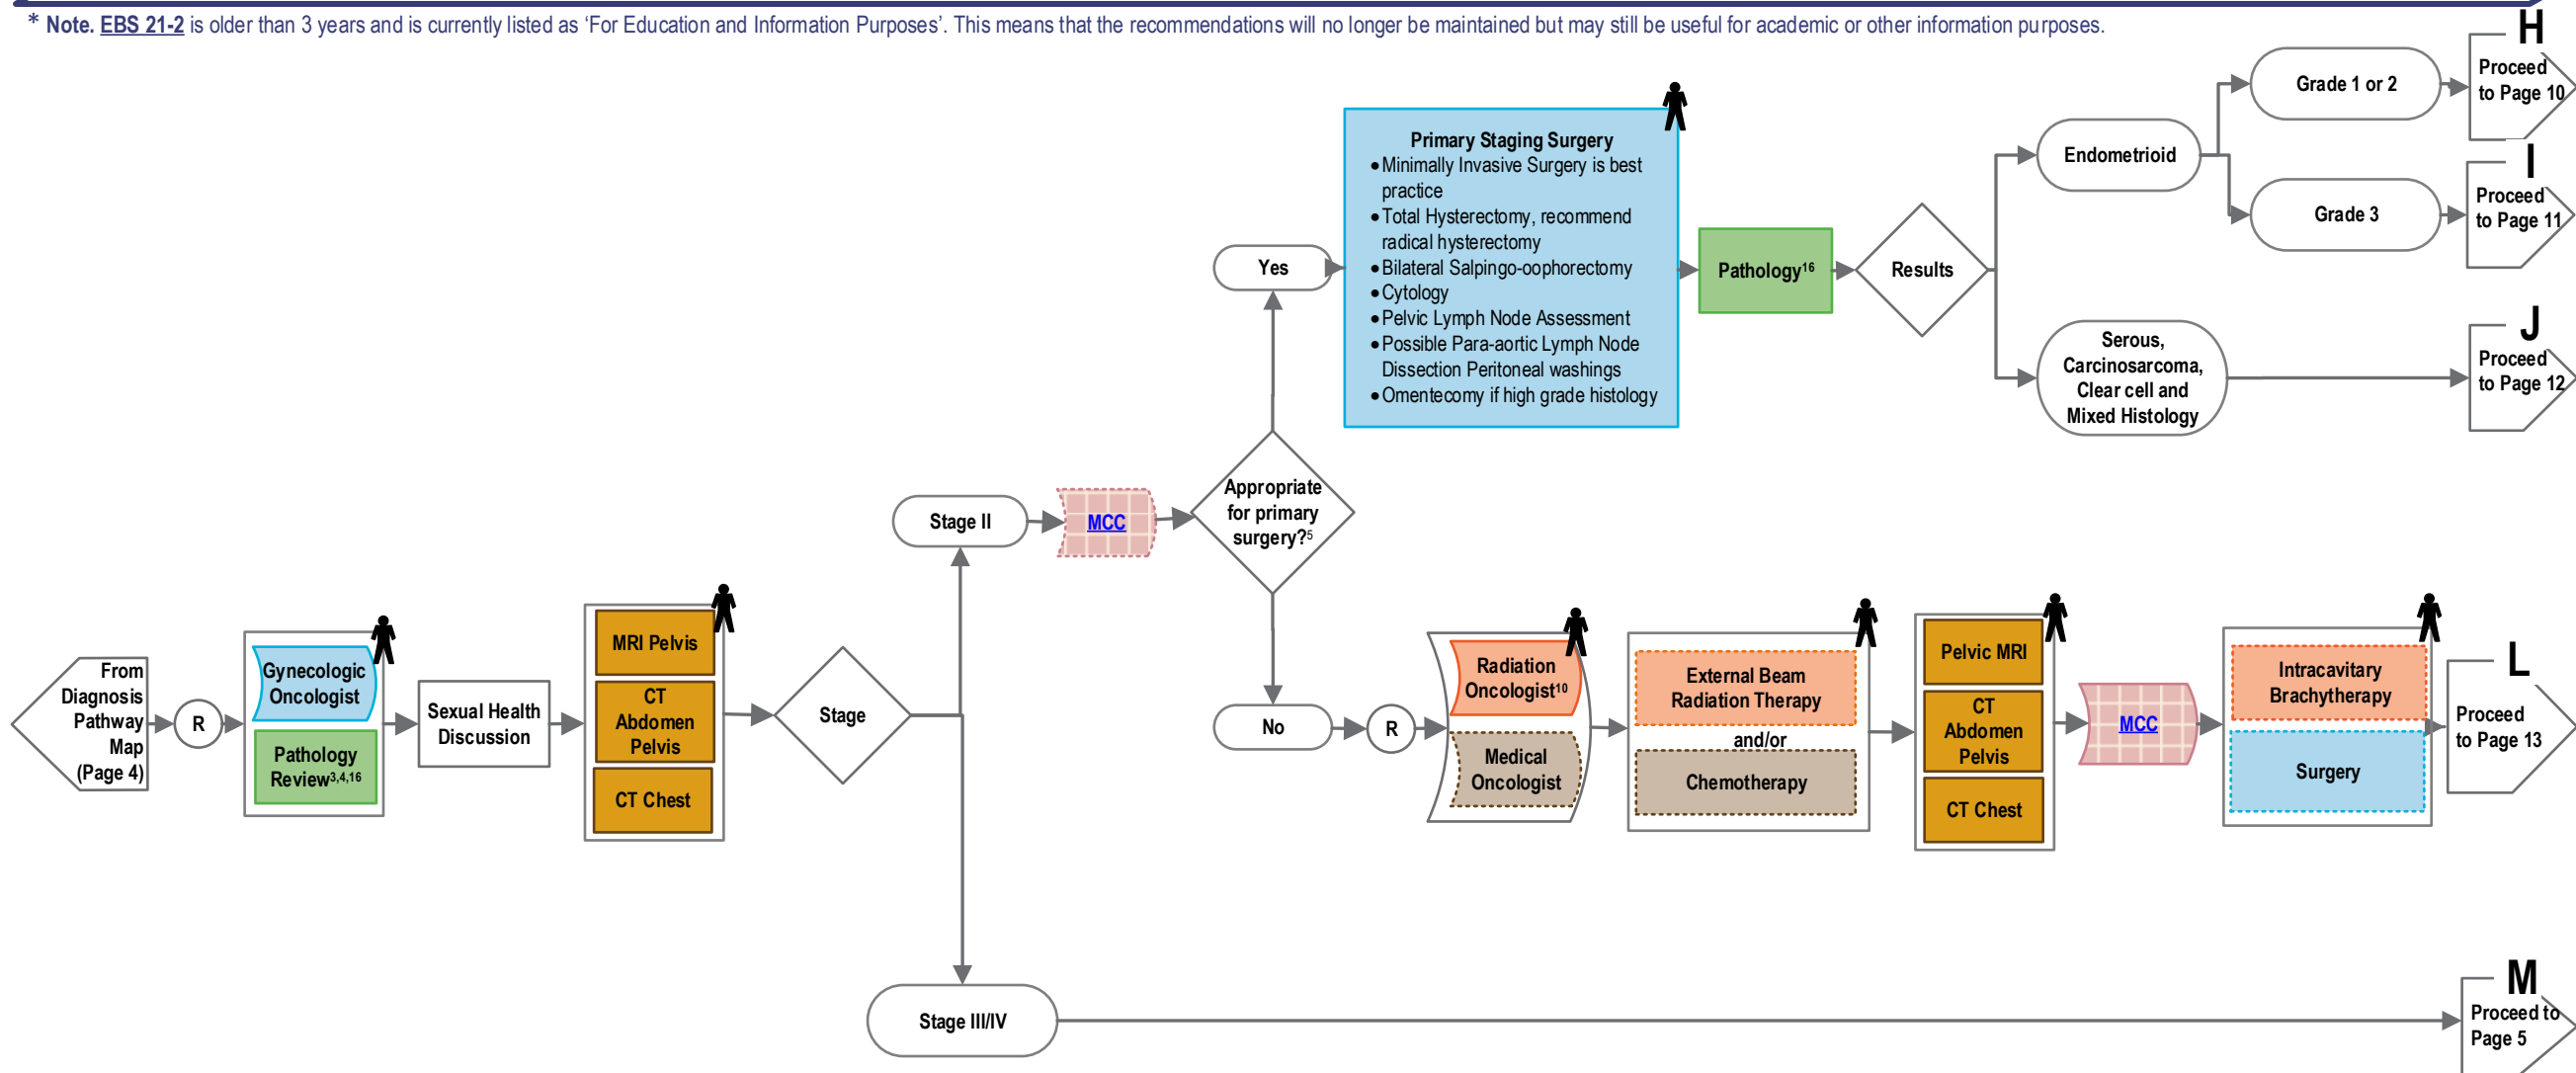 * Note. EBS 21-2 is older than 3 years and is currently listed as ‘For Education and Information Purposes’. This means that the recommendations will no longer be maintained but may still be useful for academic or other information purposes.
From
Diagnosis
Pathway
Map
(Page 4)
R
Gynecologic
Oncologist
Pathology
Review3,4,16
Sexual Health
Discussion
MRI Pelvis
CT
Abdomen
Pelvis
CT Chest
Stage
Stage II
MCC
Appropriate
for primary
surgery?5
Yes
Primary Staging Surgery
•Minimally Invasive Surgery is best
practice
•Total Hysterectomy, recommend
radical hysterectomy
•Bilateral Salpingo-oophorectomy
•Cytology
•Pelvic Lymph Node Assessment
•Possible Para-aortic Lymph Node
Dissection Peritoneal washings
•Omentecomy if high grade histology
Pathology16
Results
Endometrioid
Grade 1 or 2
H
Proceed
to Page 10
Grade 3
I
Proceed
to Page 11
Serous,
Carcinosarcoma,
Clear cell and
Mixed Histology
J
Proceed
to Page 12
No
R
Radiation
Oncologist10
Medical
Oncologist
External Beam
Radiation Therapy
and/or
Chemotherapy
Pelvic MRI
CT
Abdomen
Pelvis
CT Chest
MCC
Intracavitary
Brachytherapy
Surgery
L
Proceed
to Page 13
Stage III/IV
M
Proceed to
Page 5